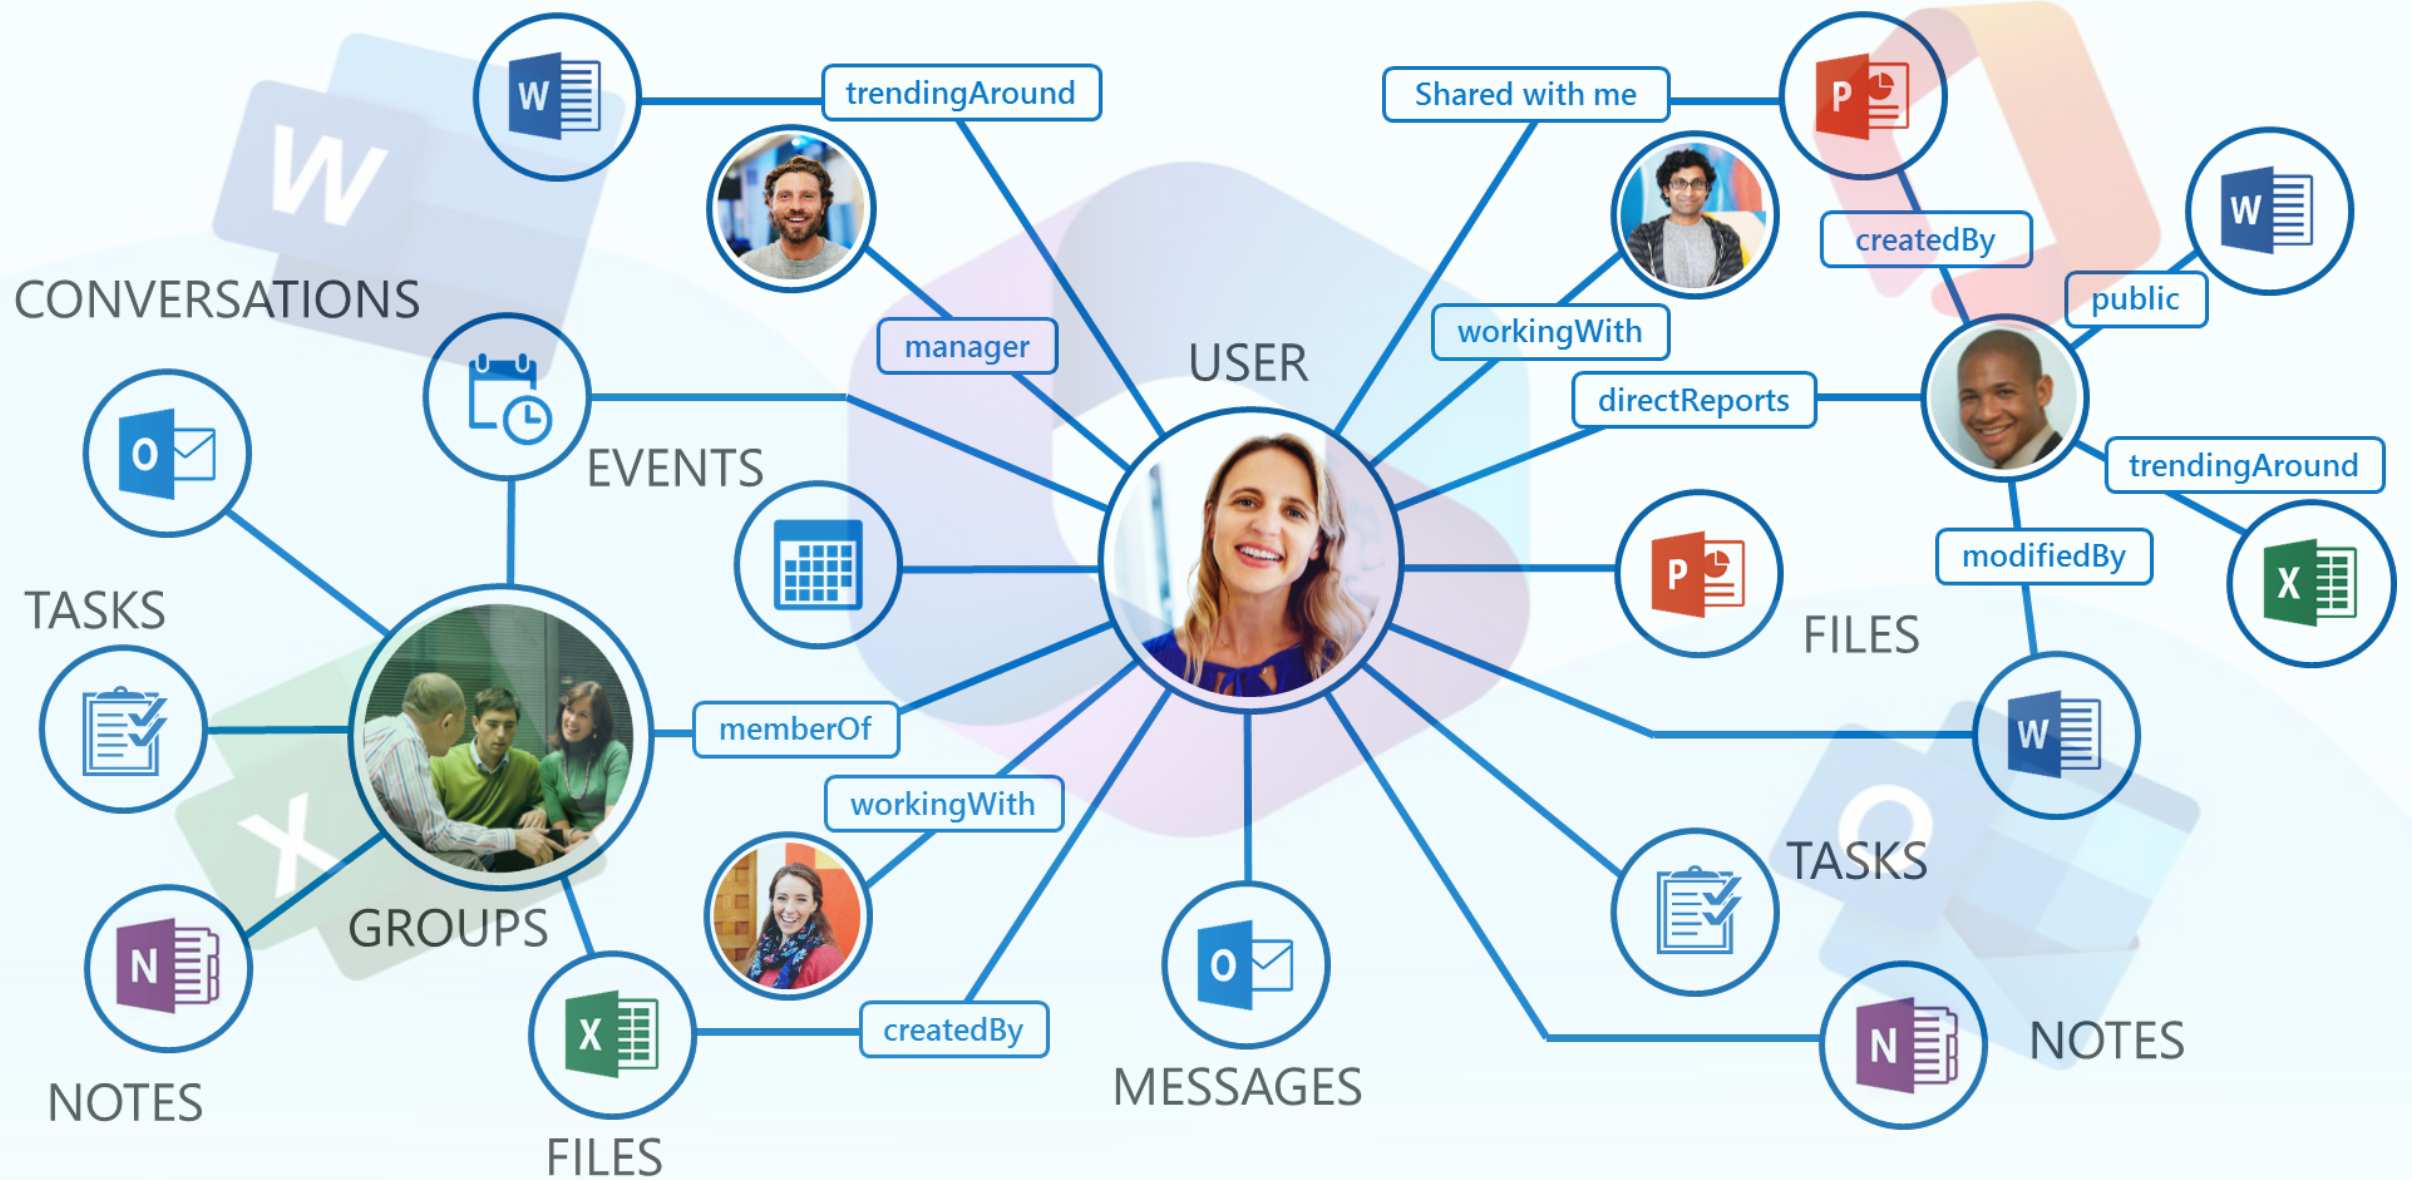 W
trendingAround
Shared with me
P
W
createdBy
W
CONVERSATIONS
public
manager
workingWith
USER
directReports
O
EVENTS
trendingAround
modifiedBy
P
X
TASKS
FILES
memberOf
W
workingWith
X
O
TASKS
GROUPS
N
O
NOTES
createdBy
X
N
MESSAGES
NOTES
FILES